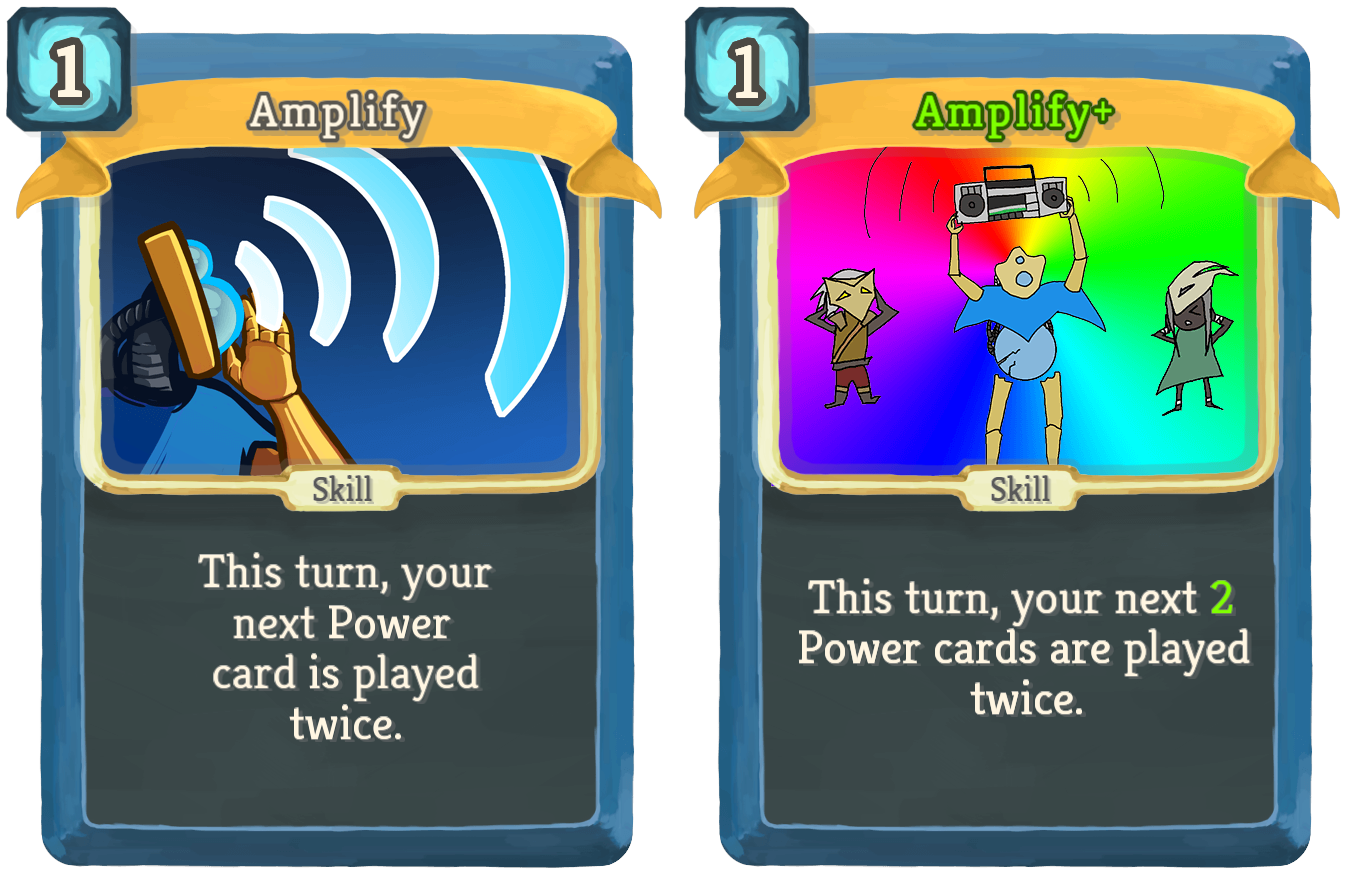 1
Amplify
Skill
This turn, your
next Power
card is played
twice.
1
Amplify+
Skill
This turn, your next 2
Power cards are played
twice.